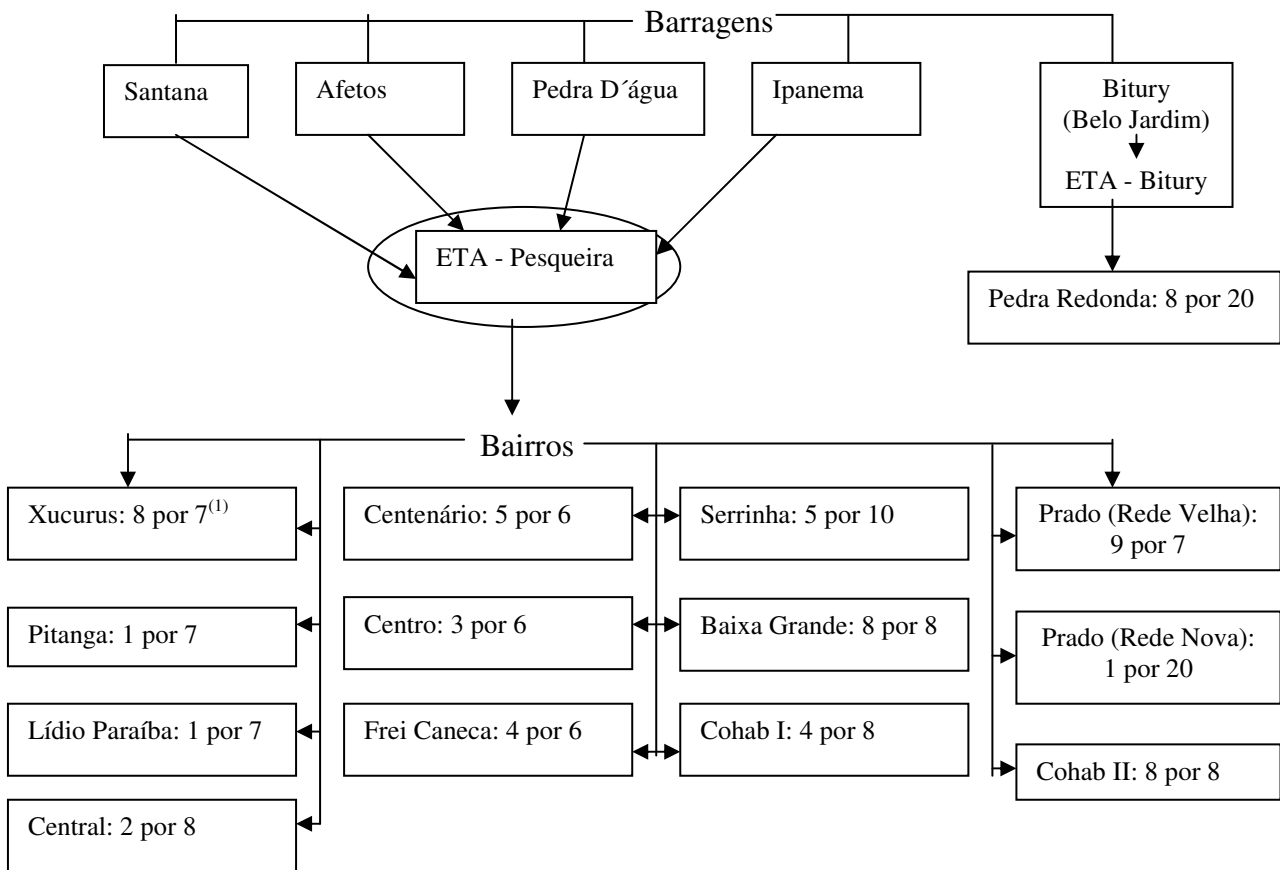 Barragens
Santana
Afetos
Pedra D´água
Ipanema
Bitury
(Belo Jardim)
ETA - Bitury
ETA - Pesqueira
Pedra Redonda: 8 por 20
Bairros
Xucurus: 8 por 7(1)
Centenário: 5 por 6
Serrinha: 5 por 10
Prado (Rede Velha):
9 por 7
Pitanga: 1 por 7
Centro: 3 por 6
Baixa Grande: 8 por 8
Prado (Rede Nova):
1 por 20
Lídio Paraíba: 1 por 7
Frei Caneca: 4 por 6
Cohab I: 4 por 8
Cohab II: 8 por 8
Central: 2 por 8